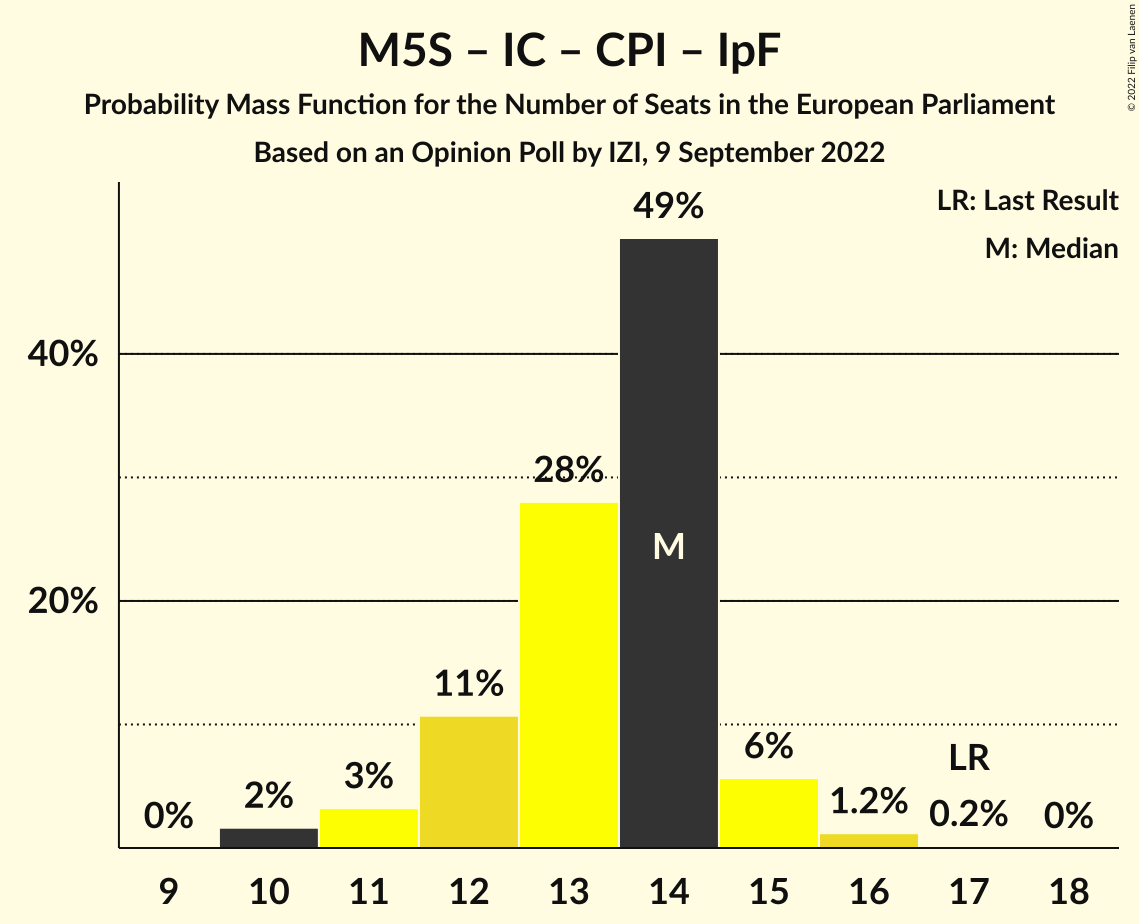 M5S – IC – CPI – IpF
Probability Mass Function for the Number of Seats in the European Parliament
Based on an Opinion Poll by IZI, 9 September 2022
© 2022 Filip van Laenen
LR: Last Result
M: Median
49%
40%
28%
M
20%
11%
6%
LR
3%
2%
1.2%
0%
0.2%
0%
9 10 11 12 13 14 15 16 17 18